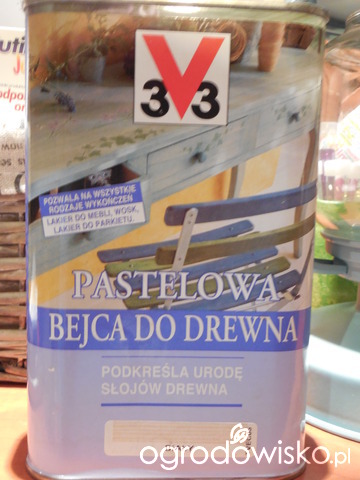 3V3
POZWALA NA WSZYSTKIE
RODZAJE WYKOŃCZEŃ
LAKIER DO MEBLI, WOSK,
LAKIER DO PARKIETU.
PASTELOWA
BEJCA DO DREWNA
PODKREŚLA URODĘ
SŁOJÓW DREWNA
ogrodowisko.pl